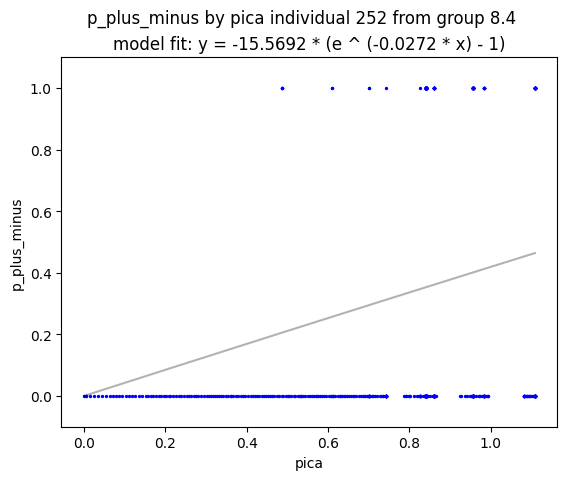 p_plus_minus by pica individual 252 from group 8.4
model fit: y = -15.5692 * (e ^ (-0.0272 * x) - 1)
1.0
0.8
0.6
0.4
0.2
0.0
p_plus_minus
0.0 0.2 0.4 0.6 0.8 1.0
pica